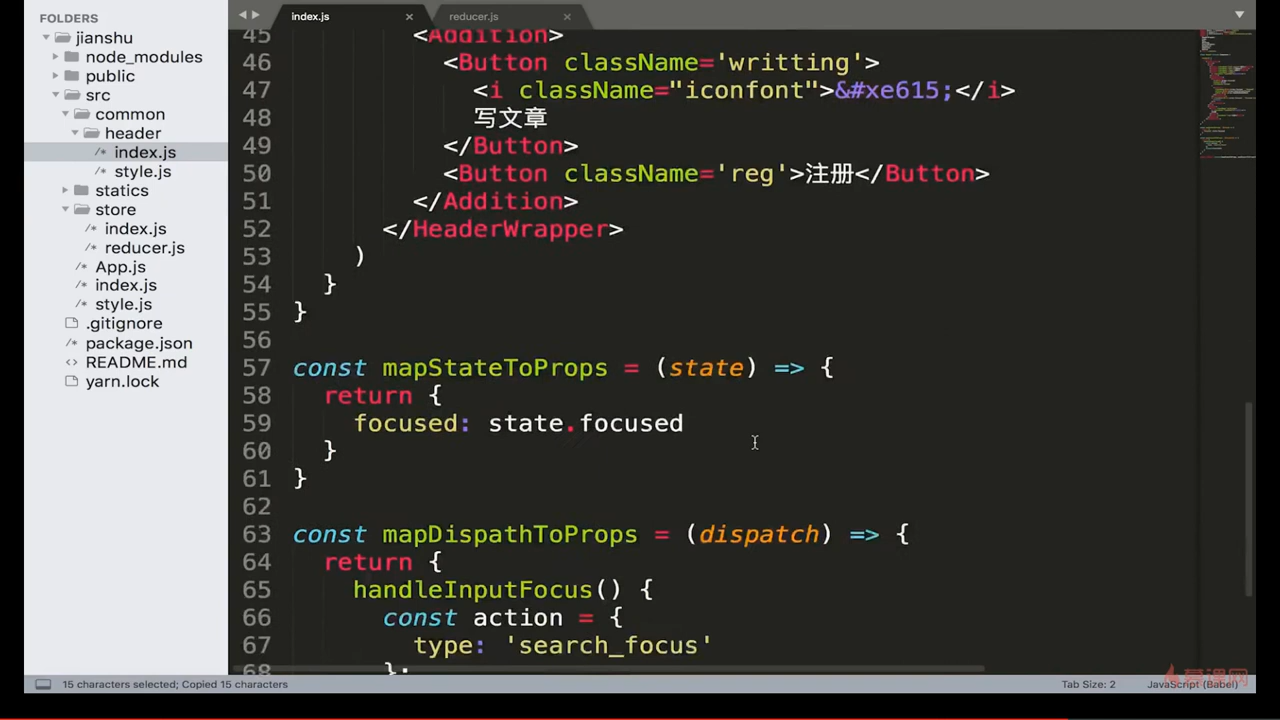 FOLDERS
jianshu
node_modules
public
src
common
header
/* index.js
/* style.js
statics
store
/* index.js
/* reducer.js
/* App.js
/* index.js
/* style.js
.gitignore
/* package.json
<> README.md
yarn.lock
index.js ×
reducer.js ×
45 <Addition>
46 <Button className='writting'>
47 <i className="iconfont">&#xe615;</i>
48 写文章
49 </Button>
50 <Button className='reg'>注册</Button>
51 </Addition>
52 </HeaderWrapper>
53 )
54 }
55 }
56
57 const mapStateToProps = (state) => {
58 return {
59 focused: state.focused
60 }
61 }
62
63 const mapDispathToProps = (dispatch) => {
64 return {
65 handleInputFocus() {
66 const action = {
67 type: 'search_focus'
68 };
15 characters selected; Copied 15 characters
Tab Size: 2
JavaScript (Babel)
慕课网